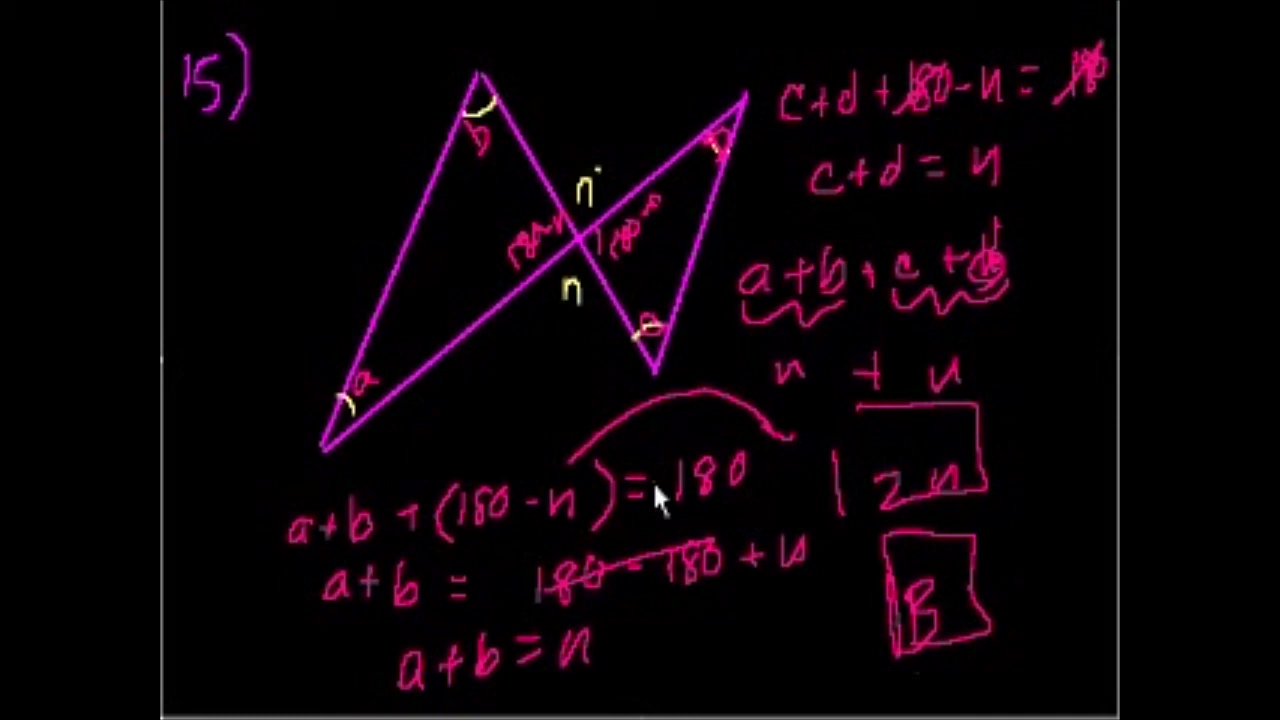 15)
c+d+180-n=180
c+d=n
b
n°
180-n
180-n
n
a+b+c+d
a
n + n
a+b+(180-n)=180
2n
a+b = 180-180+n
B
a+b=n